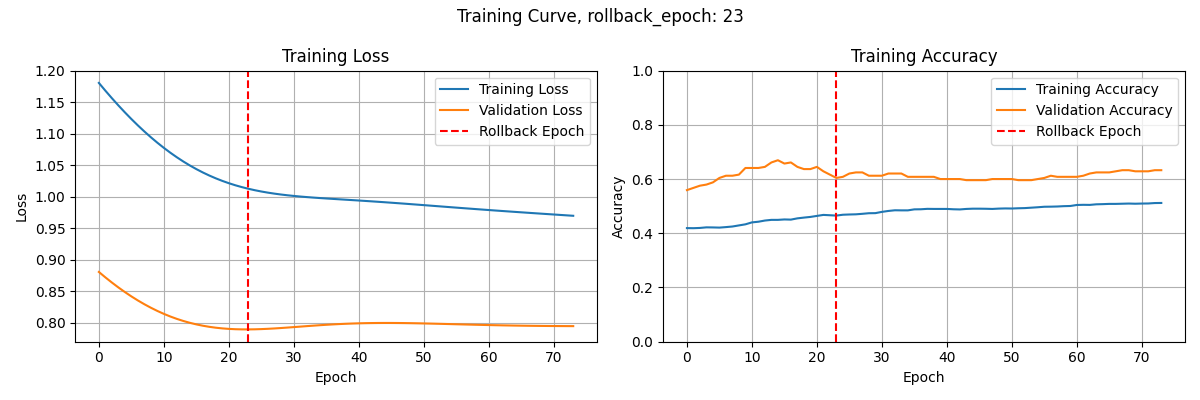 Training Curve, rollback_epoch: 23
Training Loss
Training Loss
Validation Loss
Rollback Epoch
1.20
1.15
1.10
1.05
1.00
0.95
0.90
0.85
0.80
Loss
0 10 20 30 40 50 60 70
Epoch
Training Accuracy
Training Accuracy
Validation Accuracy
Rollback Epoch
1.0
0.8
0.6
0.4
0.2
0.0
Accuracy
0 10 20 30 40 50 60 70
Epoch